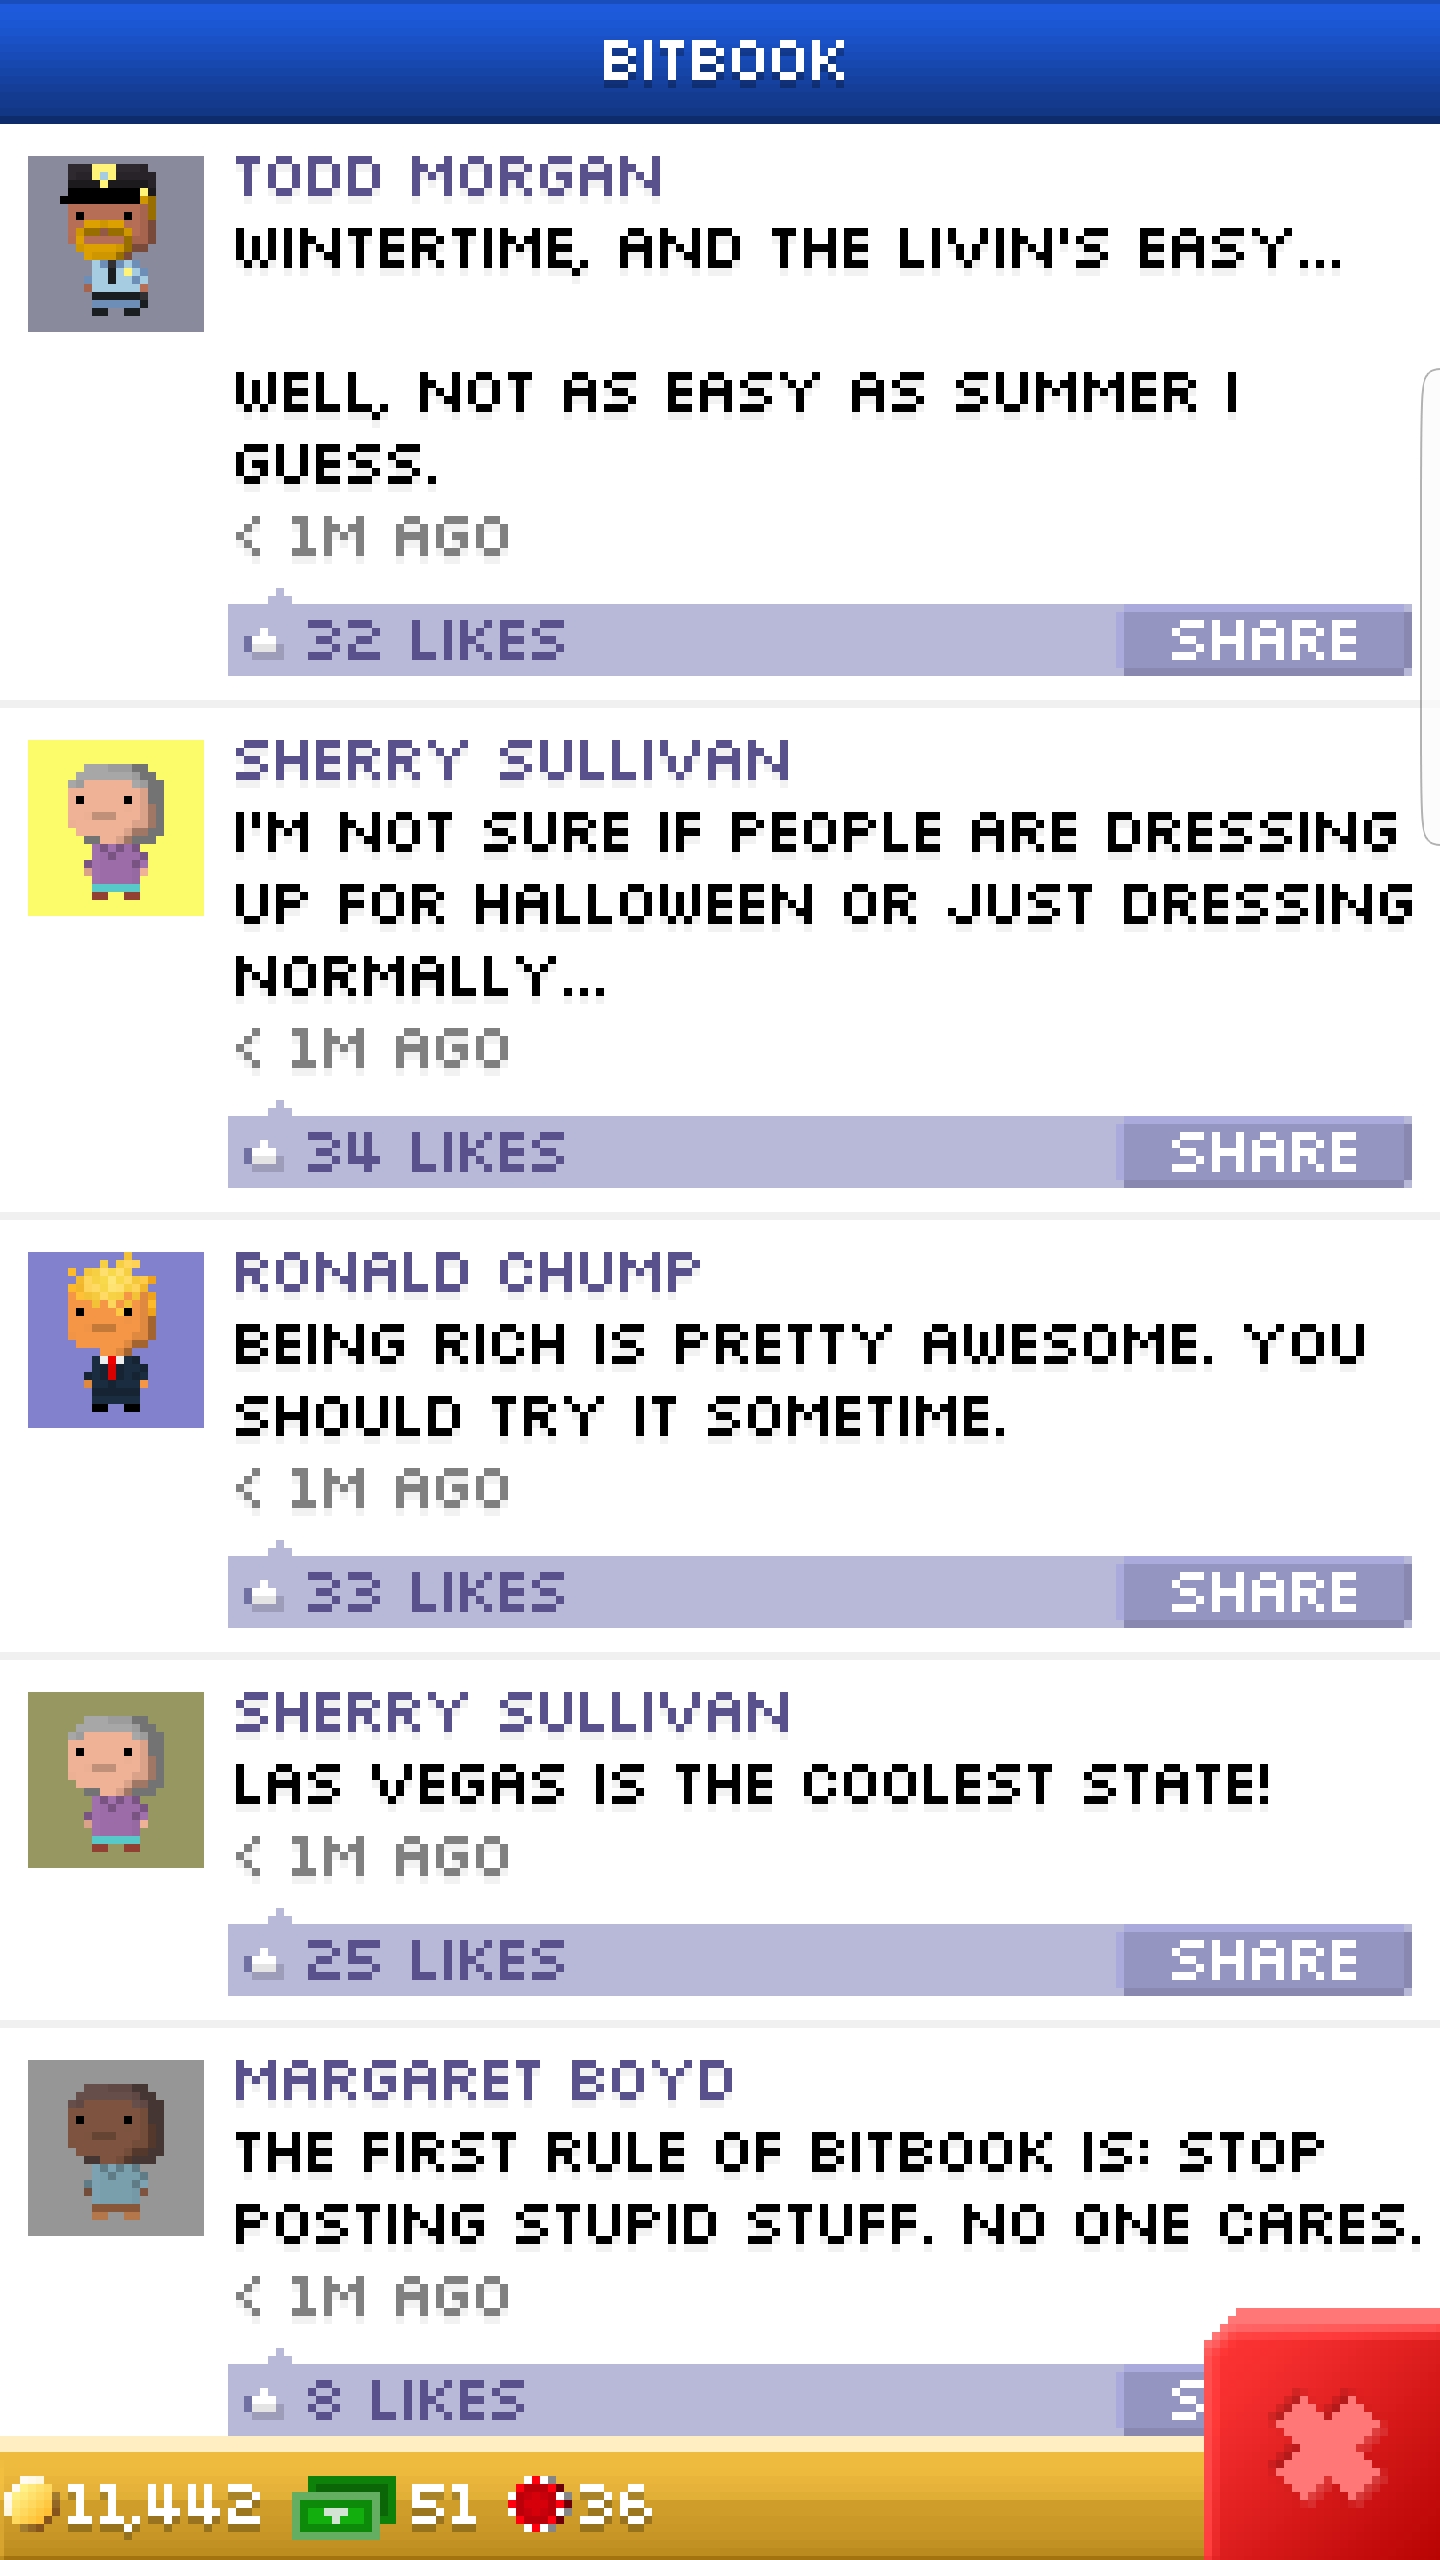 BITBOOK
TODD MORGAN
WINTERTIME, AND THE LIVIN'S EASY...
WELL, NOT AS EASY AS SUMMER I
GUESS.
< 1M AGO
32 LIKES SHARE
SHERRY SULLIVAN
I'M NOT SURE IF PEOPLE ARE DRESSING
UP FOR HALLOWEEN OR JUST DRESSING
NORMALLY...
< 1M AGO
34 LIKES SHARE
RONALD CHUMP
BEING RICH IS PRETTY AWESOME. YOU
SHOULD TRY IT SOMETIME.
< 1M AGO
33 LIKES SHARE
SHERRY SULLIVAN
LAS VEGAS IS THE COOLEST STATE!
< 1M AGO
25 LIKES SHARE
MARGARET BOYD
THE FIRST RULE OF BITBOOK IS: STOP
POSTING STUPID STUFF. NO ONE CARES.
< 1M AGO
8 LIKES S
11,442 51 36